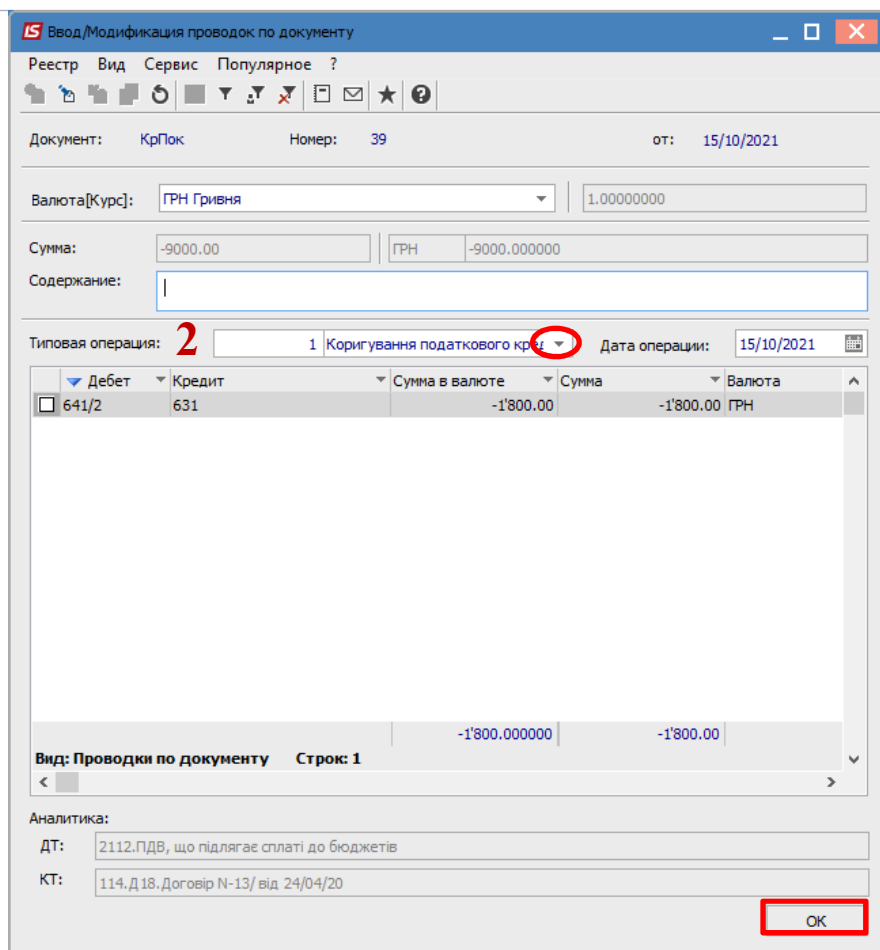 IS Ввод/Модификация проводок по документу
Реестр Вид Сервис Популярное ?
Документ: КрПок Номер: 39 от: 15/10/2021
Валюта[Курс]: ГРН Гривня 1.00000000
Сумма: -9000.00 ГРН -9000.000000
Содержание:
Типовая операция: 2 1 Коригування податкового кред Дата операции: 15/10/2021
Дебет Кредит Сумма в валюте Сумма Валюта
641/2 631 -1'800.00 -1'800.00 ГРН
-1'800.000000 -1'800.00
Вид: Проводки по документу Строк: 1
Аналитика:
ДТ: 2112.ПДВ, що підлягає сплаті до бюджетів
КТ: 114.Д18.Договір N-13/ від 24/04/20
OK